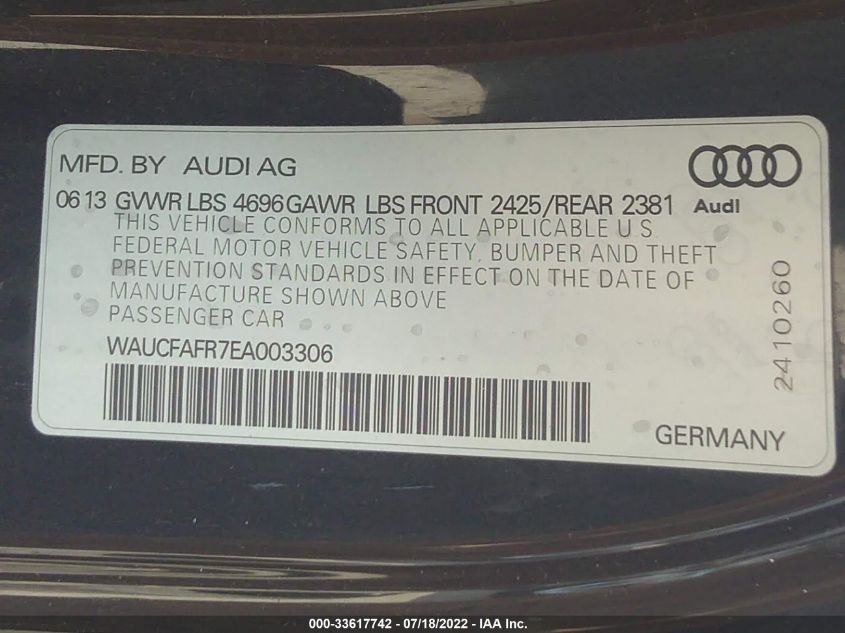 MFD. BY AUDI AG
Audi
06 13 GVWR LBS 4696 GAWR LBS FRONT 2425/REAR 2381
THIS VEHICLE CONFORMS TO ALL APPLICABLE U S
FEDERAL MOTOR VEHICLE SAFETY, BUMPER AND THEFT
PREVENTION STANDARDS IN EFFECT ON THE DATE OF
MANUFACTURE SHOWN ABOVE
PASSENGER CAR
2410260
WAUCFAFR7EA003306
GERMANY
000-33617742 - 07/18/2022 - IAA Inc.